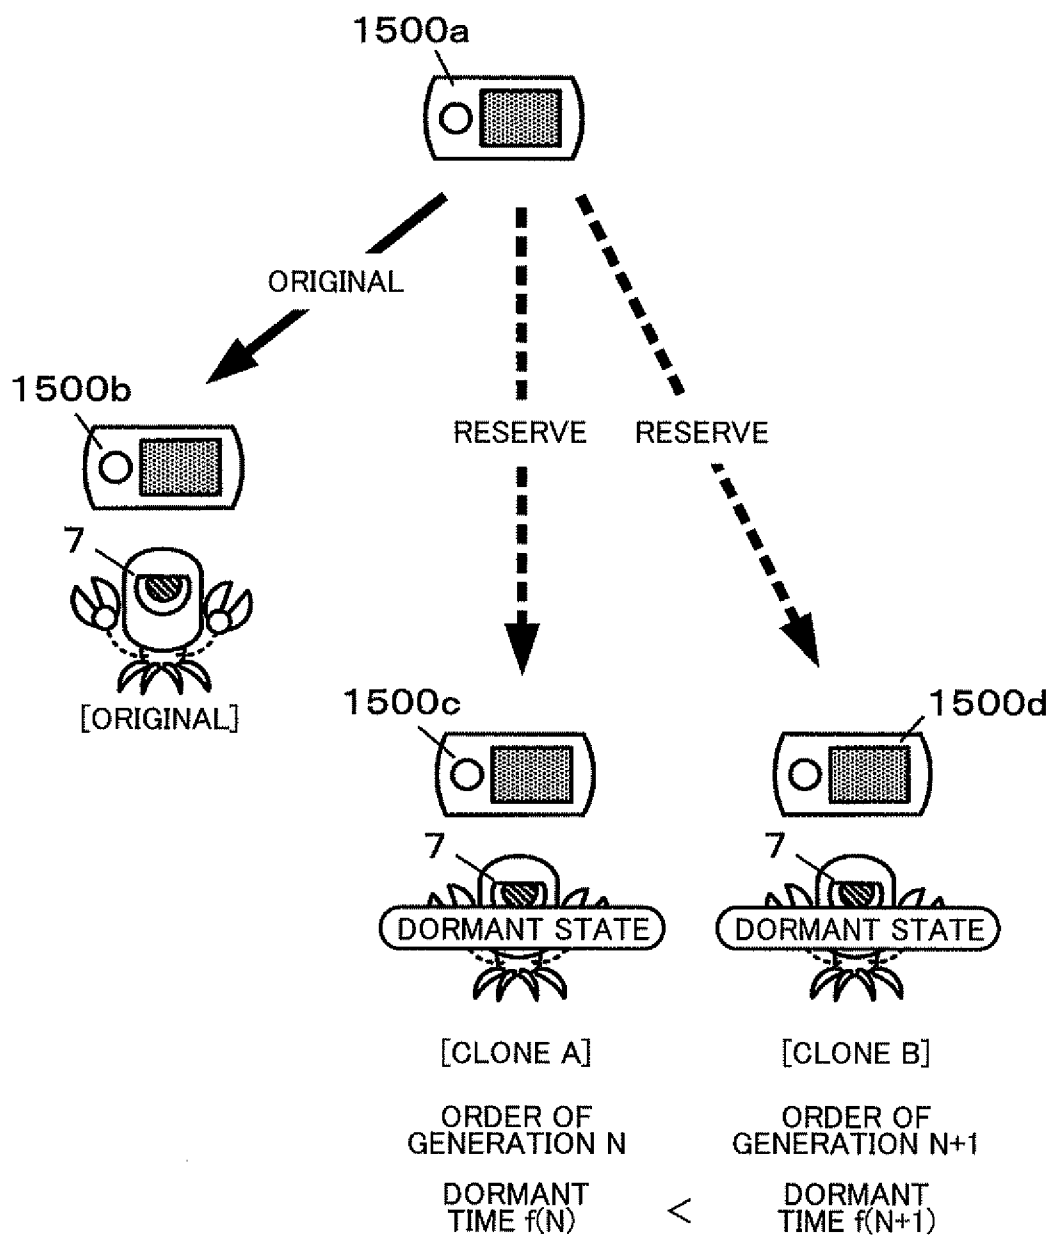 1500a
ORIGINAL
1500b
RESERVE
RESERVE
7
[ORIGINAL]
1500c
1500d
7
7
DORMANT STATE
DORMANT STATE
[CLONE A]
[CLONE B]
ORDER OF
GENERATION N
ORDER OF
GENERATION N+1
DORMANT
TIME f(N)
<
DORMANT
TIME f(N+1)